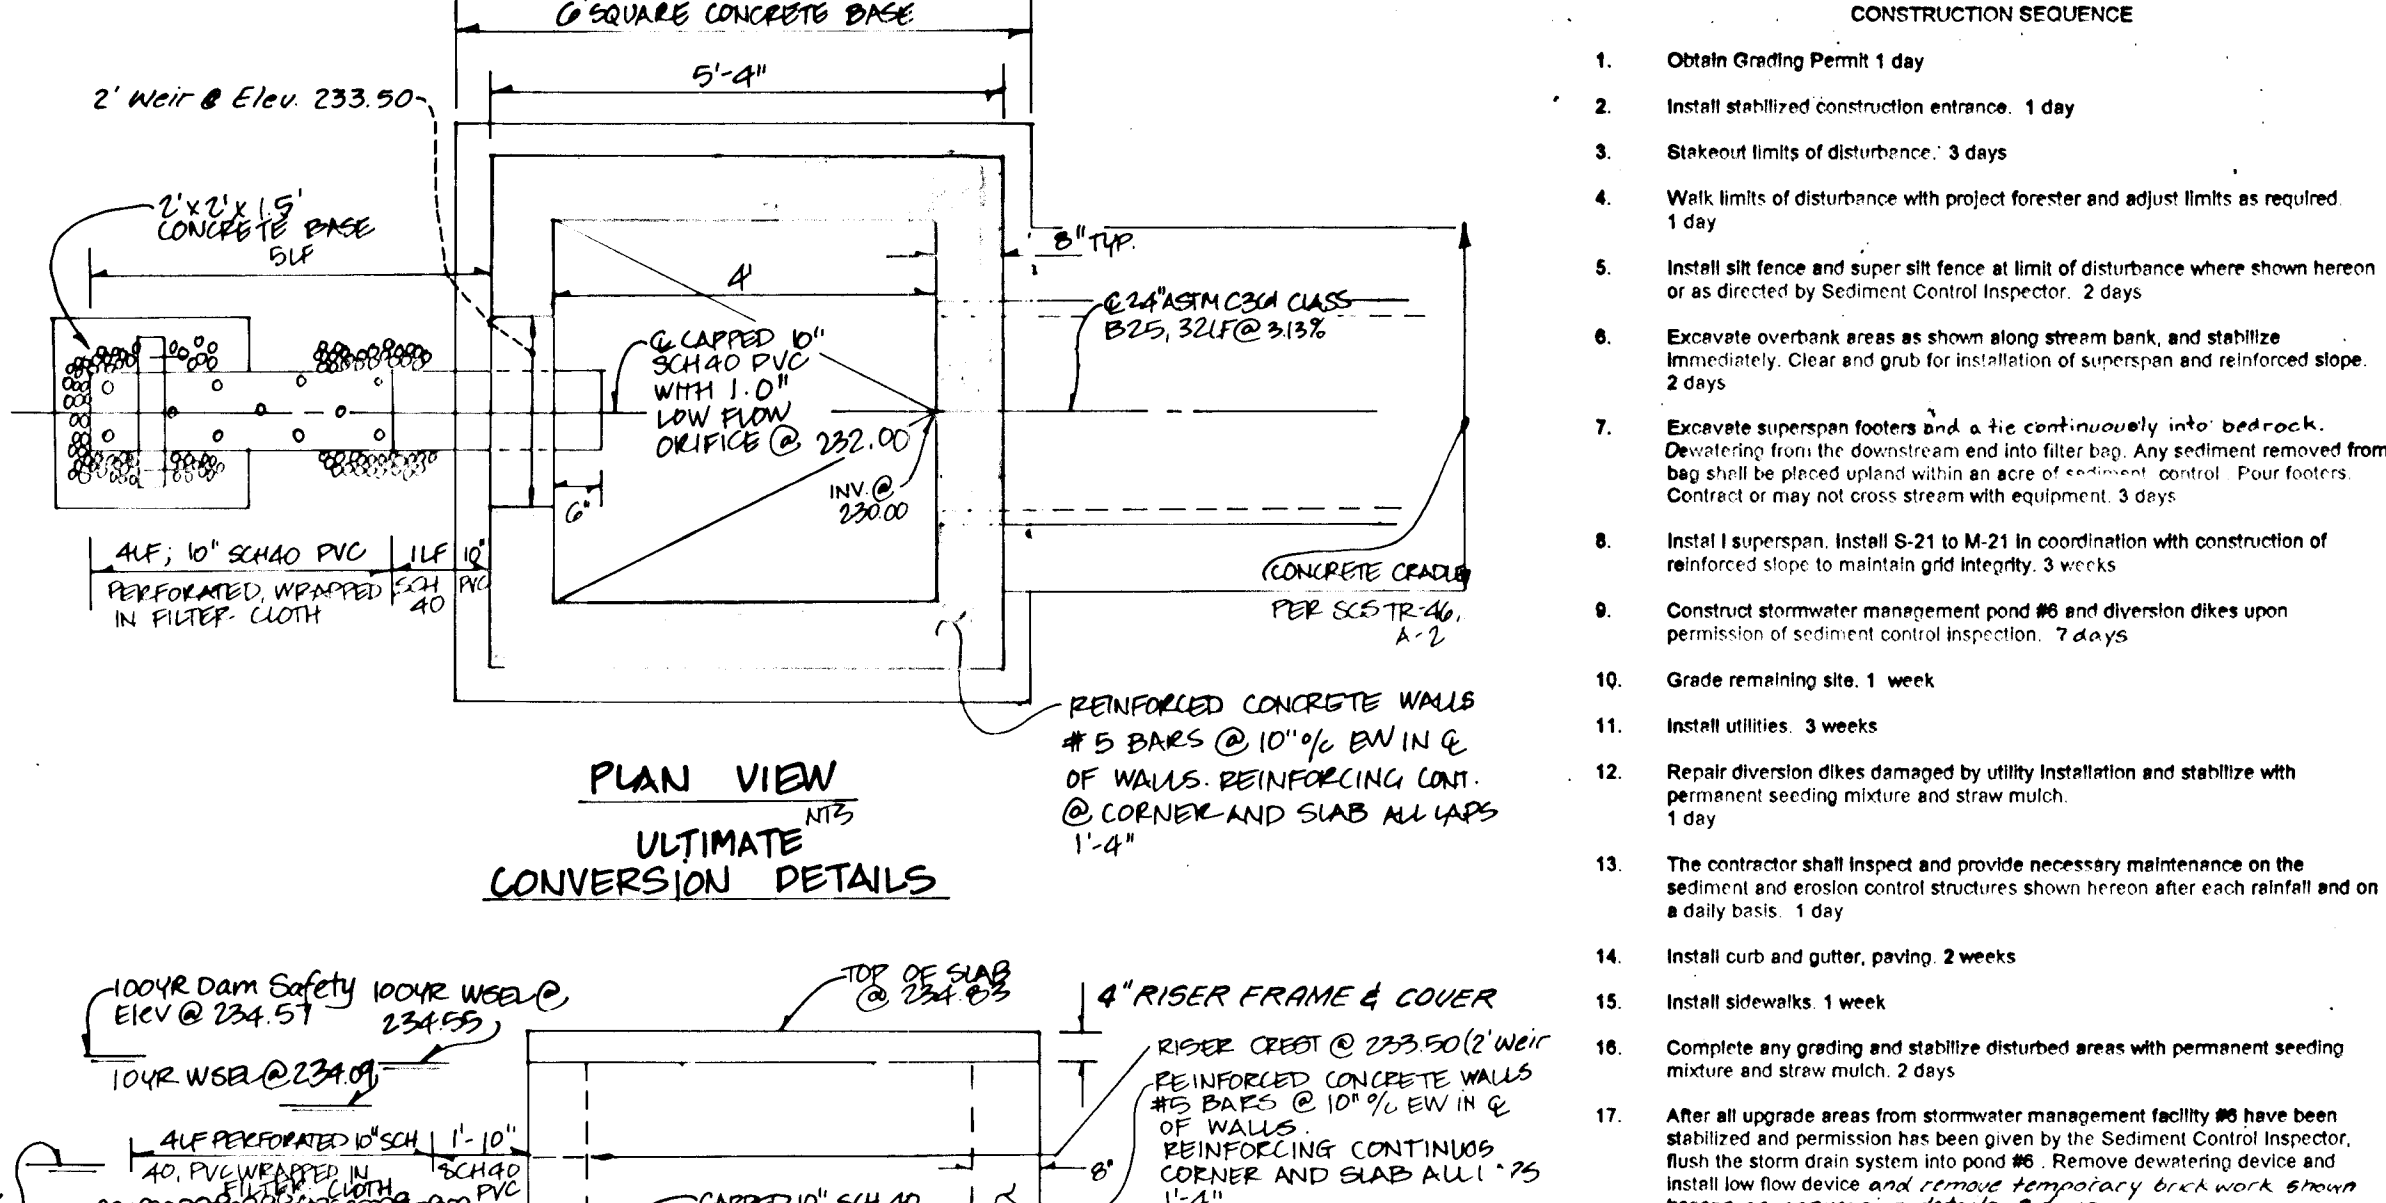 6' SQUARE CONCRETE BASE
5'-4"
2' Weir @ Elev. 233.50
2'x2'x1.5'
CONCRETE BASE
5LF
8" TYP.
4'
℄ 24" ASTM C361 CLASS
B25, 32LF@3.13%
℄ CAPPED 10"
SCH40 PVC
WITH 1.0"
LOW FLOW
ORIFICE @ 232.00
INV. @
230.00
6"
4LF; 10" SCH40 PVC
PERFORATED, WRAPPED
IN FILTER CLOTH
1LF 10"
SCH PVC
40
CONCRETE CRADLE
PER SCS TR-46,
A-2
REINFORCED CONCRETE WALLS
#5 BARS @ 10" o/c EW IN ℄
OF WALLS. REINFORCING CONT.
@ CORNER AND SLAB ALL LAPS
1'-4"
PLAN VIEW
NTS
ULTIMATE
CONVERSION DETAILS
100YR Dam Safety
Elev @ 234.57
100YR WSEL @
234.55
10YR WSEL @ 234.09
TOP OF SLAB
@ 234.83
4" RISER FRAME & COVER
RISER CREST @ 233.50 (2' Weir
REINFORCED CONCRETE WALLS
#5 BARS @ 10" o/c EW IN ℄
OF WALLS.
REINFORCING CONTINUOS
CORNER AND SLAB ALL
1'-4"
8"
4LF PERFORATED 10" SCH
40, PVC WRAPPED IN
FILTER CLOTH
1'-10"
SCH40
PVC
CAPPED 10" SCH 40
CONSTRUCTION SEQUENCE
1. Obtain Grading Permit 1 day
2. Install stabilized construction entrance. 1 day
3. Stakeout limits of disturbance. 3 days
4. Walk limits of disturbance with project forester and adjust limits as required.
1 day
5. Install silt fence and super silt fence at limit of disturbance where shown hereon
or as directed by Sediment Control Inspector. 2 days
6. Excavate overbank areas as shown along stream bank, and stabilize
immediately. Clear and grub for installation of superspan and reinforced slope.
2 days
7. Excavate superspan footers and a tie continuously into bedrock.
Dewatering from the downstream end into filter bag. Any sediment removed from
bag shall be placed upland within an acre of sediment control. Pour footers.
Contract or may not cross stream with equipment. 3 days
8. Instal l superspan. Install S-21 to M-21 in coordination with construction of
reinforced slope to maintain grid integrity. 3 weeks
9. Construct stormwater management pond #6 and diversion dikes upon
permission of sediment control inspection. 7 days
10. Grade remaining site. 1 week
11. Install utilities. 3 weeks
12. Repair diversion dikes damaged by utility installation and stabilize with
permanent seeding mixture and straw mulch.
1 day
13. The contractor shall inspect and provide necessary maintenance on the
sediment and erosion control structures shown hereon after each rainfall and on
a daily basis. 1 day
14. Install curb and gutter, paving. 2 weeks
15. Install sidewalks. 1 week
16. Complete any grading and stabilize disturbed areas with permanent seeding
mixture and straw mulch. 2 days
17. After all upgrade areas from stormwater management facility #6 have been
stabilized and permission has been given by the Sediment Control Inspector,
flush the storm drain system into pond #6 . Remove dewatering device and
install low flow device and remove temporary brick work shown